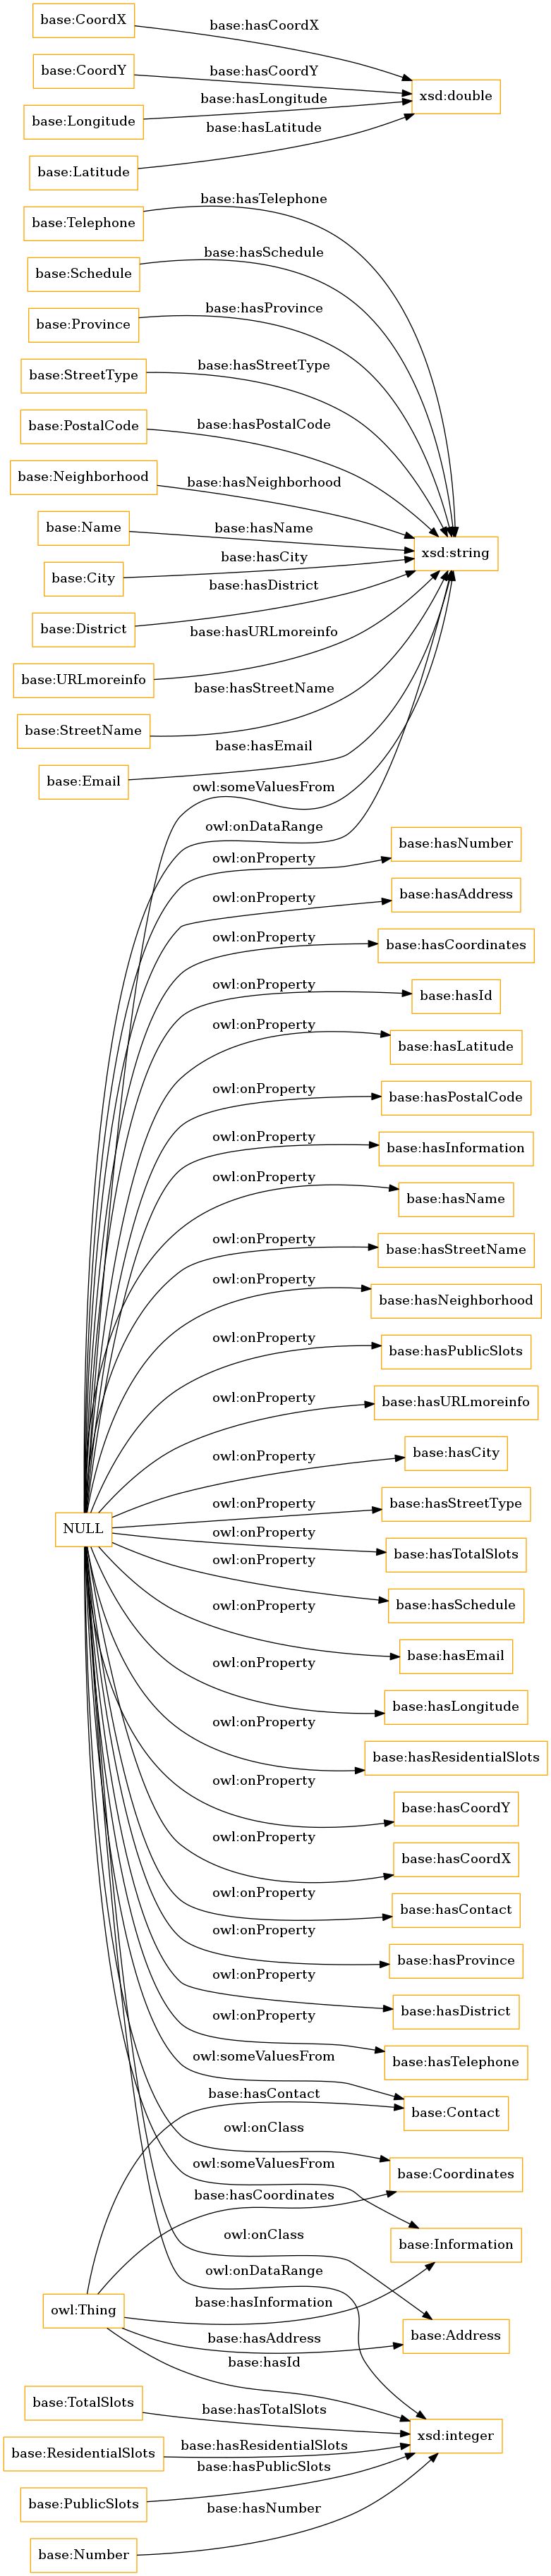 base:CoordX
base:hasCoordX
base:CoordY
base:hasCoordY
xsd:double
base:hasLongitude
base:Longitude
base:hasLatitude
base:Latitude
base:hasTelephone
base:Telephone
base:hasSchedule
base:Schedule
base:hasProvince
base:Province
base:hasStreetType
base:StreetType
base:hasPostalCode
base:PostalCode
base:Neighborhood
base:hasNeighborhood
base:Name
base:hasName
xsd:string
base:hasCity
base:City
base:hasDistrict
base:District
base:hasURLmoreinfo
base:URLmoreinfo
base:hasStreetName
base:StreetName
base:hasEmail
base:Email
owl:someValuesFrom
owl:onDataRange
base:hasNumber
owl:onProperty
base:hasAddress
owl:onProperty
owl:onProperty
base:hasCoordinates
owl:onProperty
base:hasId
owl:onProperty
base:hasLatitude
owl:onProperty
base:hasPostalCode
owl:onProperty
base:hasInformation
owl:onProperty
base:hasName
owl:onProperty
base:hasStreetName
owl:onProperty
base:hasNeighborhood
owl:onProperty
base:hasPublicSlots
owl:onProperty
base:hasURLmoreinfo
owl:onProperty
base:hasCity
owl:onProperty
base:hasStreetType
NULL
owl:onProperty
base:hasTotalSlots
owl:onProperty
base:hasSchedule
owl:onProperty
base:hasEmail
owl:onProperty
base:hasLongitude
owl:onProperty
base:hasResidentialSlots
owl:onProperty
base:hasCoordY
owl:onProperty
base:hasCoordX
owl:onProperty
base:hasContact
owl:onProperty
base:hasProvince
owl:onProperty
base:hasDistrict
owl:onProperty
base:hasTelephone
owl:someValuesFrom
base:hasContact
base:Contact
owl:onClass
owl:someValuesFrom
base:Coordinates
base:hasCoordinates
owl:onClass
base:Information
owl:onDataRange
base:hasInformation
owl:Thing
base:hasAddress
base:Address
base:hasId
base:TotalSlots
base:hasTotalSlots
xsd:integer
base:hasResidentialSlots
base:ResidentialSlots
base:hasPublicSlots
base:PublicSlots
base:hasNumber
base:Number